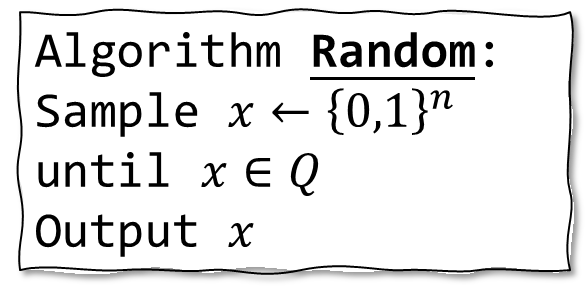 Algorithm Random:
Sample x ← {0,1}ⁿ
until x ∈ Q
Output x